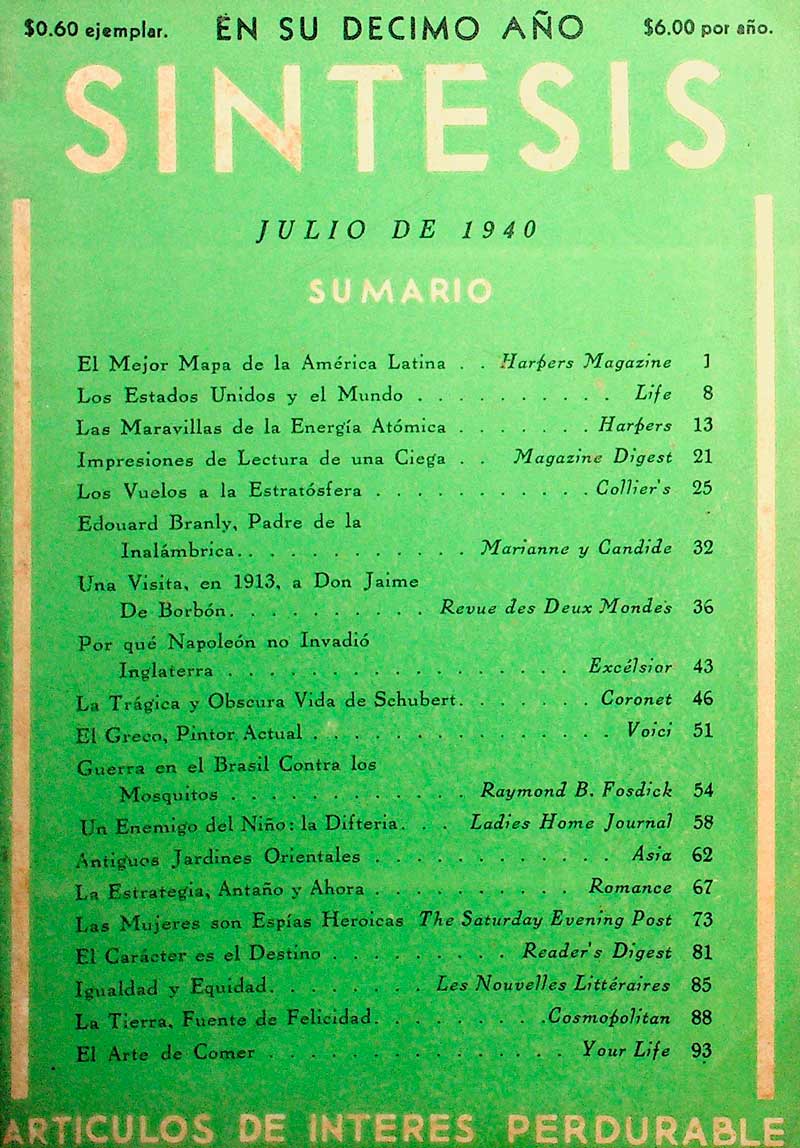 $0.60 ejemplar. EN SU DECIMO AÑO $6.00 por año.
SINTESIS
JULIO DE 1940
SUMARIO
El Mejor Mapa de la América Latina . . Harpers Magazine 1
Los Estados Unidos y el Mundo . . . . . . . . . . Life 8
Las Maravillas de la Energía Atómica . . . . . . . Harpers 13
Impresiones de Lectura de una Ciega . . Magazine Digest 21
Los Vuelos a la Estratósfera . . . . . . . . . . . . Collier's 25
Edouard Branly, Padre de la
Inalámbrica. . . . . . . . . . . . . Marianne y Candide 32
Una Visita, en 1913, a Don Jaime
De Borbón. . . . . . . . . . Revue des Deux Mondes 36
Por qué Napoleón no Invadió
Inglaterra . . . . . . . . . . . . . . . . . Excélsior 43
La Trágica y Obscura Vida de Schubert. . . . . . . Coronet 46
El Greco, Pintor Actual . . . . . . . . . . . . . . . Voici 51
Guerra en el Brasil Contra los
Mosquitos . . . . . . . . . . . . Raymond B. Fosdick 54
Un Enemigo del Niño: la Difteria. . . Ladies Home Journal 58
Antiguos Jardines Orientales . . . . . . . . . . . . Asia 62
La Estrategia, Antaño y Ahora . . . . . . . . . . Romance 67
Las Mujeres son Espías Heroicas The Saturday Evening Post 73
El Carácter es el Destino . . . . . . . . . Reader's Digest 81
Igualdad y Equidad. . . . . . . . Les Nouvelles Littéraires 85
La Tierra, Fuente de Felicidad. . . . . . . . .Cosmopolitan 88
El Arte de Comer . . . . . . . . . . . . . . . Your Life 93
ARTICULOS DE INTERES PERDURABLE